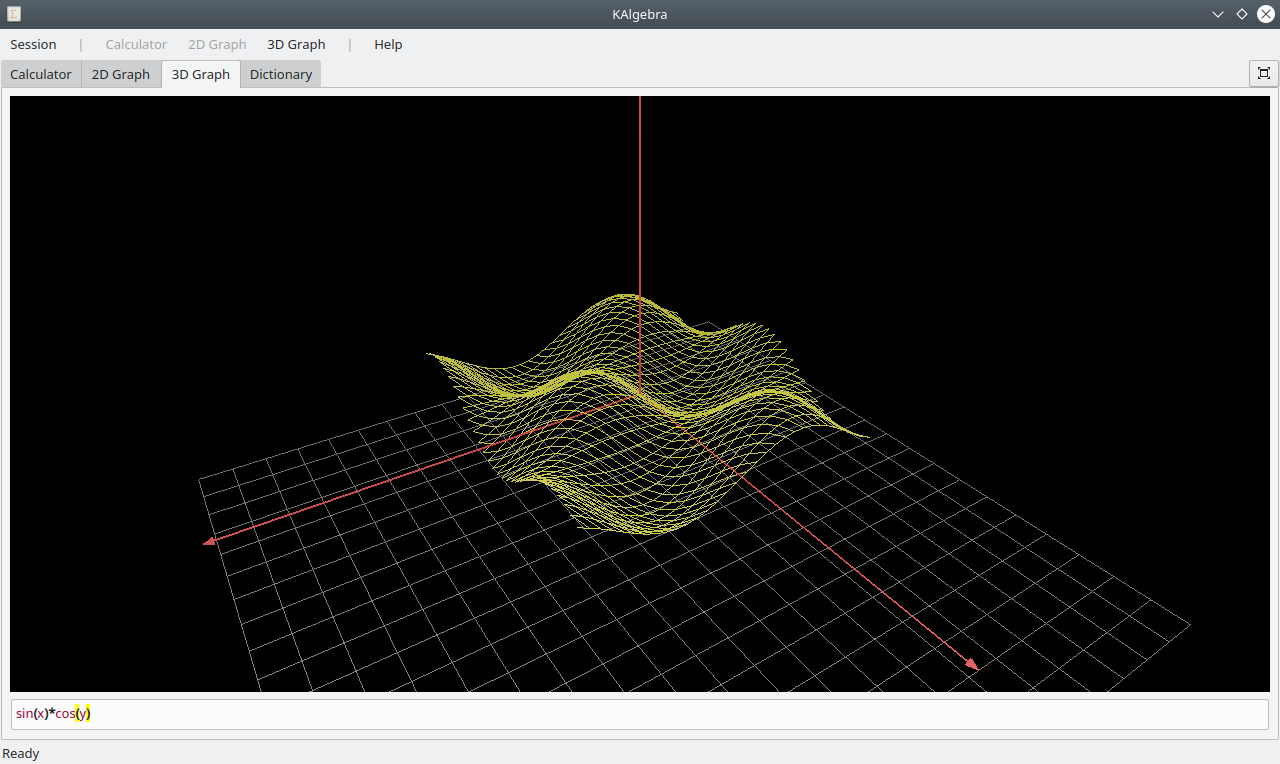 KAlgebra
Session | Calculator 2D Graph 3D Graph | Help
Calculator 2D Graph 3D Graph Dictionary
sin(x)*cos(y)
Ready